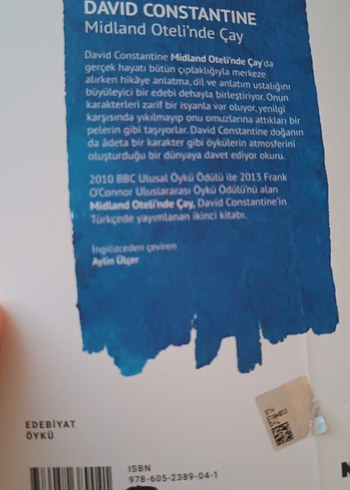 DAVID CONSTANTINE
Midland Oteli'nde Çay
David Constantine Midland Oteli'nde Çay'da
gerçek hayatı bütün çıplaklığıyla merkeze
alırken hikâye anlatma, dil ve anlatım ustalığını
büyüleyici bir edebi dehayla birleştiriyor. Onun
karakterleri zarif bir isyanla var oluyor, yenilgi
karşısında yıkılmayıp onu omuzlarına attıkları bir
pelerin gibi taşıyorlar. David Constantine doğanın
da âdeta bir karakter gibi öykülerin atmosferini
oluşturduğu bir dünyaya davet ediyor okuru.
2010 BBC Ulusal Öykü Ödülü ile 2013 Frank
O'Connor Uluslararası Öykü Ödülü'nü alan
Midland Oteli'nde Çay, David Constantine'in
Türkçede yayımlanan ikinci kitabı.
İngilizceden çeviren
Aylin Ülçer
EDEBİYAT
ÖYKÜ
ISBN
978-605-2389-04-1